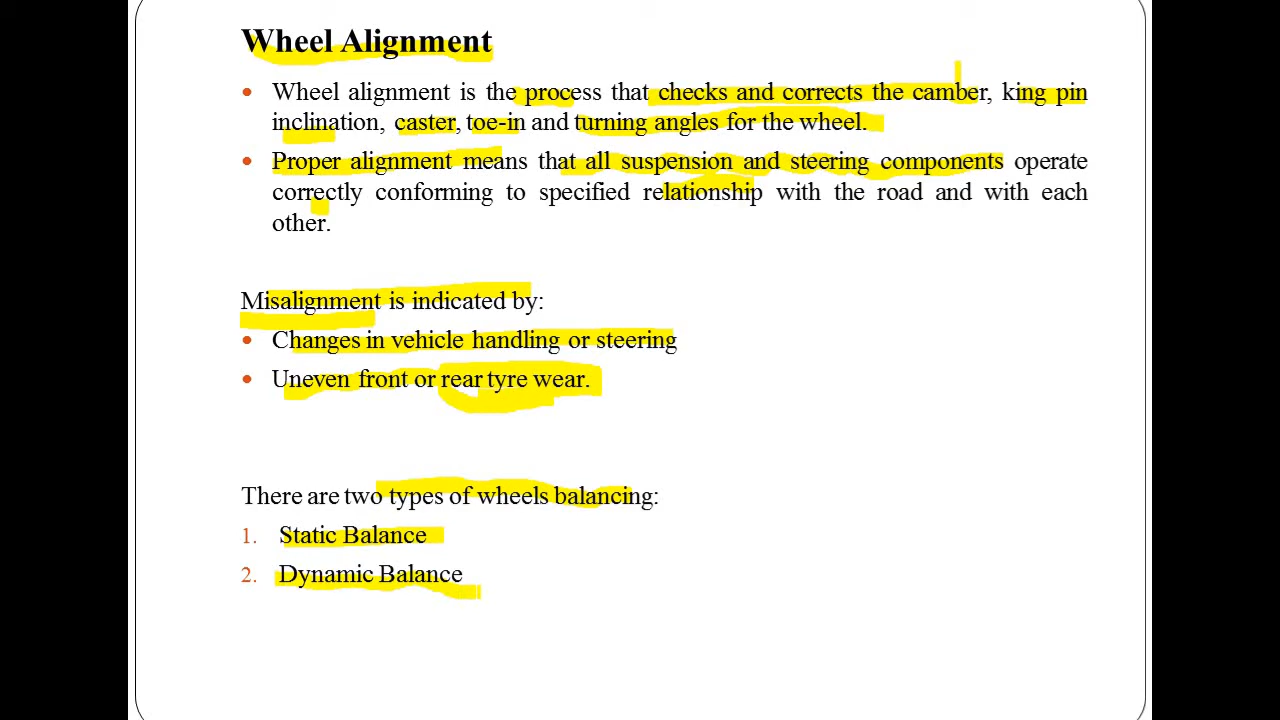 Wheel Alignment
• Wheel alignment is the process that checks and corrects the camber, king pin
inclination, caster, toe-in and turning angles for the wheel.
• Proper alignment means that all suspension and steering components operate
correctly conforming to specified relationship with the road and with each
other.
Misalignment is indicated by:
• Changes in vehicle handling or steering
• Uneven front or rear tyre wear.
There are two types of wheels balancing:
1. Static Balance
2. Dynamic Balance